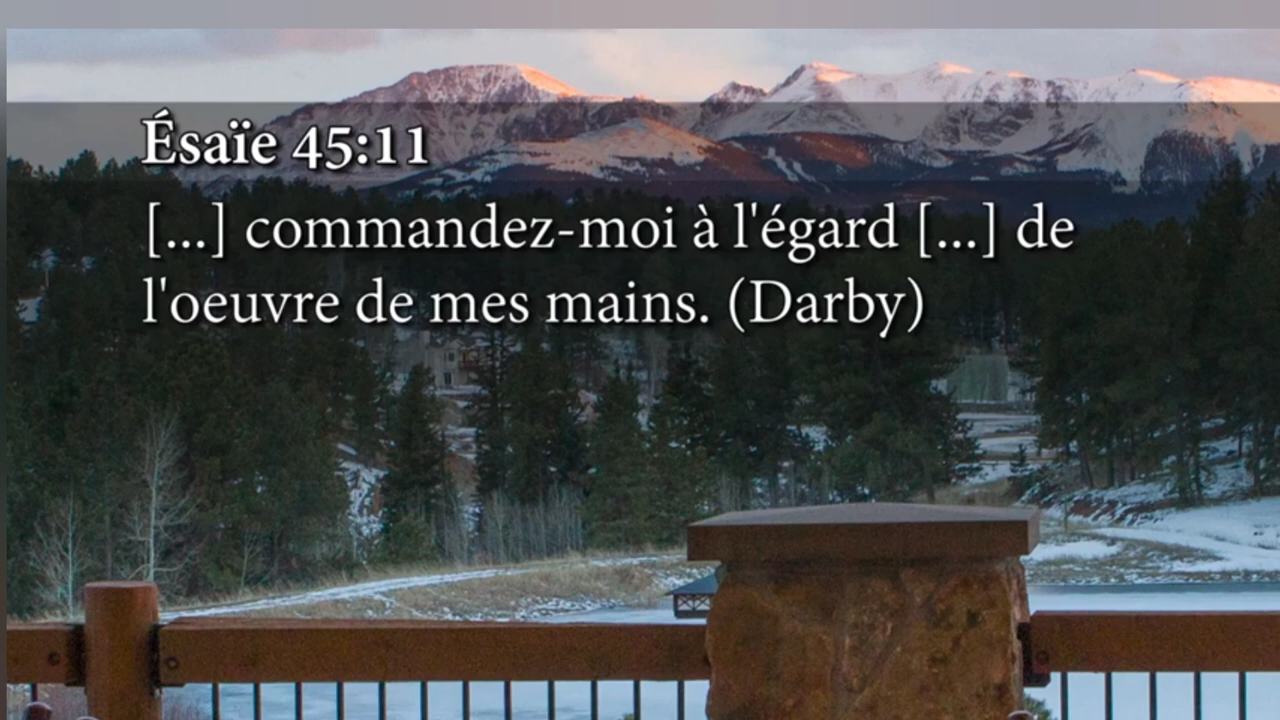 Ésaïe 45:11
[...] commandez-moi à l'égard [...] de
l'oeuvre de mes mains. (Darby)